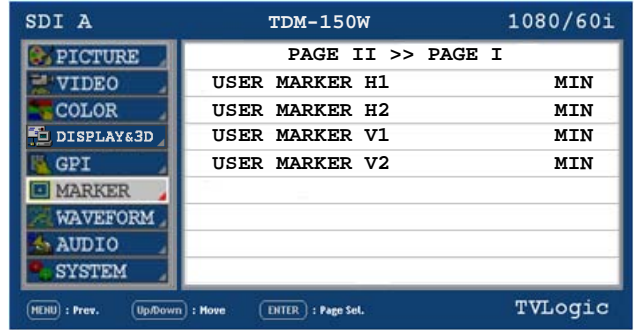 SDI A TDM-150W 1080/60i
PICTURE
VIDEO
COLOR
DISPLAY&3D
GPI
MARKER
WAVEFORM
AUDIO
SYSTEM
PAGE II >> PAGE I
USER MARKER H1 MIN
USER MARKER H2 MIN
USER MARKER V1 MIN
USER MARKER V2 MIN
MENU : Prev. Up/Down : Move ENTER : Page Sel. TVLogic